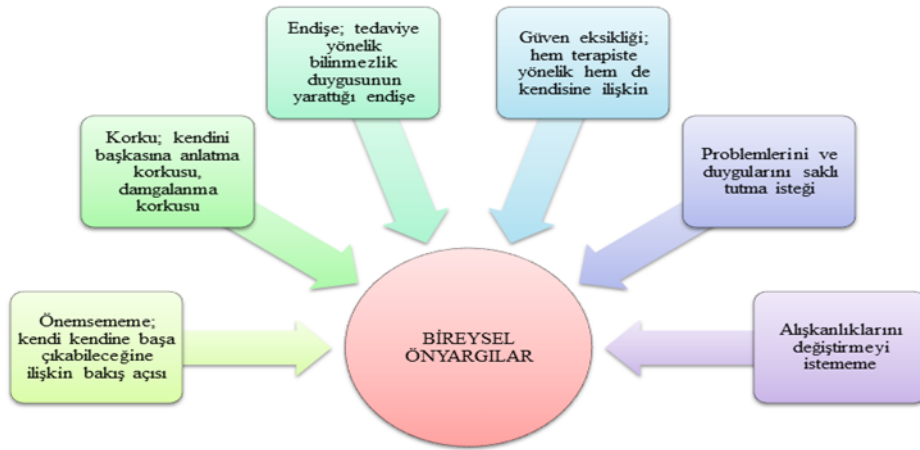 Önemsememe;
kendi kendine başa
çıkabileceğine
ilişkin bakış açısı
Korku; kendini
başkasına anlatma
korkusu,
damgalanma
korkusu
Endişe; tedaviye
yönelik
bilinmezlik
duygusunun
yarattığı endişe
Güven eksikliği;
hem terapiste
yönelik hem de
kendisine ilişkin
Problemlerini ve
duygularını saklı
tutma isteği
Alışkanlıklarını
değiştirmeyi
istememe
BİREYSEL
ÖNYARGILAR